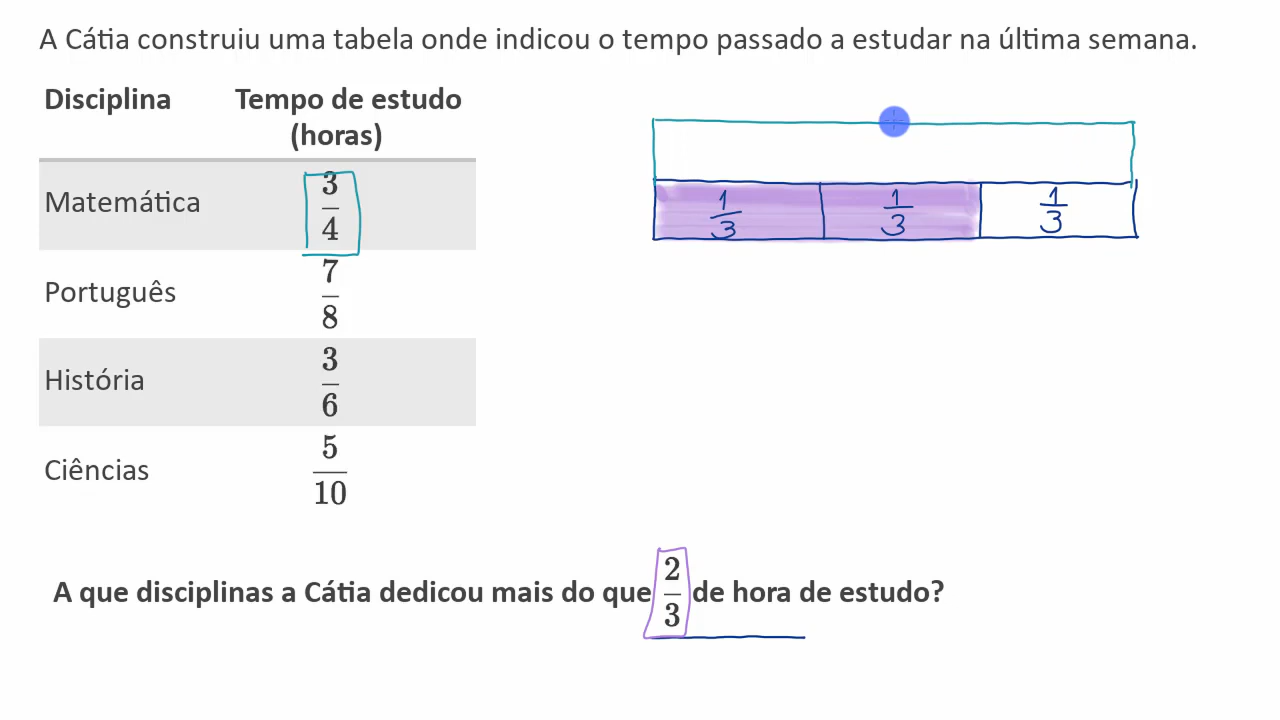 A Cátia construiu uma tabela onde indicou o tempo passado a estudar na última semana.
Disciplina Tempo de estudo
(horas)
Matemática 3/4
Português 7/8
História 3/6
Ciências 5/10
1/3 1/3 1/3
A que disciplinas a Cátia dedicou mais do que 2/3 de hora de estudo?